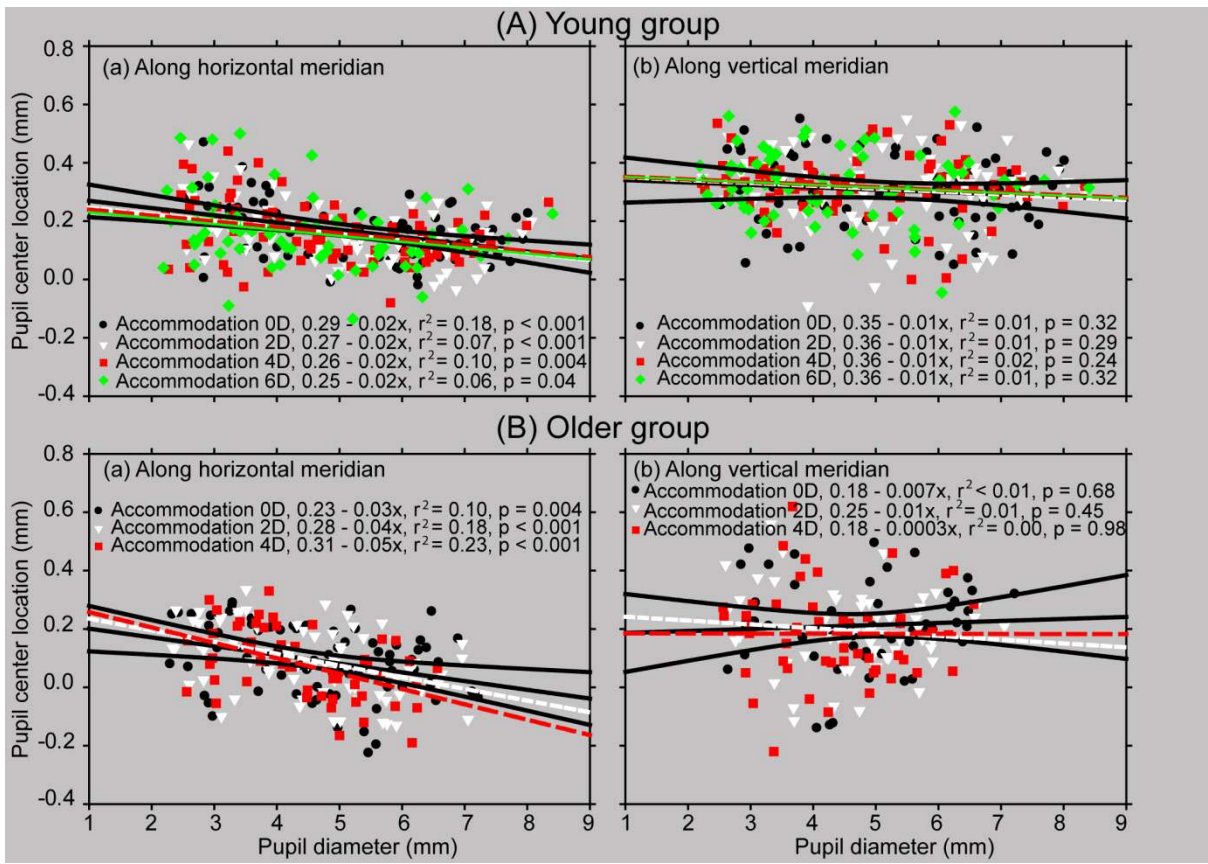 (A) Young group
Pupil center location (mm)
0.8
0.6
0.4
0.2
0.0
-0.2
-0.4
(a) Along horizontal meridian
Accommodation 0D, 0.29 - 0.02x, r² = 0.18, p < 0.001
Accommodation 2D, 0.27 - 0.02x, r² = 0.07, p <0.001
Accommodation 4D, 0.26 - 0.02x, r² = 0.10, p = 0.004
Accommodation 6D, 0.25 - 0.02x, r² = 0.06, p = 0.04
(b) Along vertical meridian
Accommodation 0D, 0.35 - 0.01x, r² = 0.01, p = 0.32
Accommodation 2D, 0.36 - 0.01x, r² = 0.01, p = 0.29
Accommodation 4D, 0.36 - 0.01x, r² = 0.02, p = 0.24
Accommodation 6D, 0.36 - 0.01x, r² = 0.01, p = 0.32
(B) Older group
Pupil center location (mm)
0.8
0.6
0.4
0.2
0.0
-0.2
-0.4
(a) Along horizontal meridian
Accommodation 0D, 0.23 - 0.03x, r² = 0.10, p = 0.004
Accommodation 2D, 0.28 - 0.04x, r² = 0.18, p <0.001
Accommodation 4D, 0.31 - 0.05x, r² = 0.23, p < 0.001
1 2 3 4 5 6 7 8 9
Pupil diameter (mm)
(b) Along vertical meridian
Accommodation 0D, 0.18 - 0.007x, r² < 0.01, p = 0.68
Accommodation 2D, 0.25 - 0.01x, r² = 0.01, p = 0.45
Accommodation 4D, 0.18 - 0.0003x, r² = 0.00, p = 0.98
1 2 3 4 5 6 7 8 9
Pupil diameter (mm)